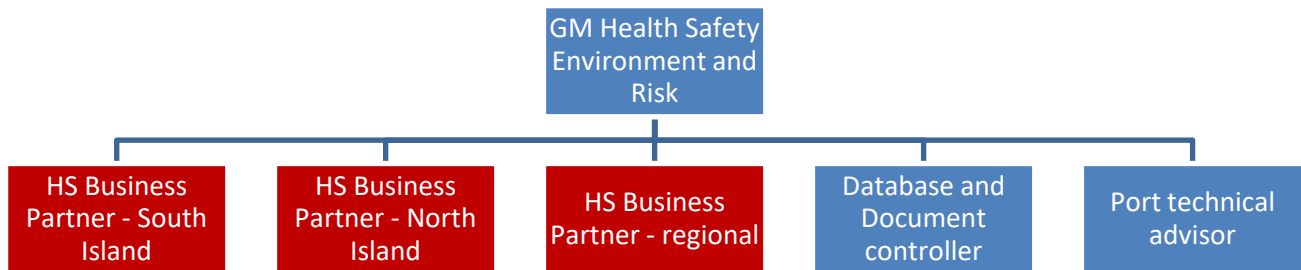 GM Health Safety
Environment and
Risk
HS Business
Partner - South
Island
HS Business
Partner - North
Island
HS Business
Partner - regional
Database and
Document
controller
Port technical
advisor